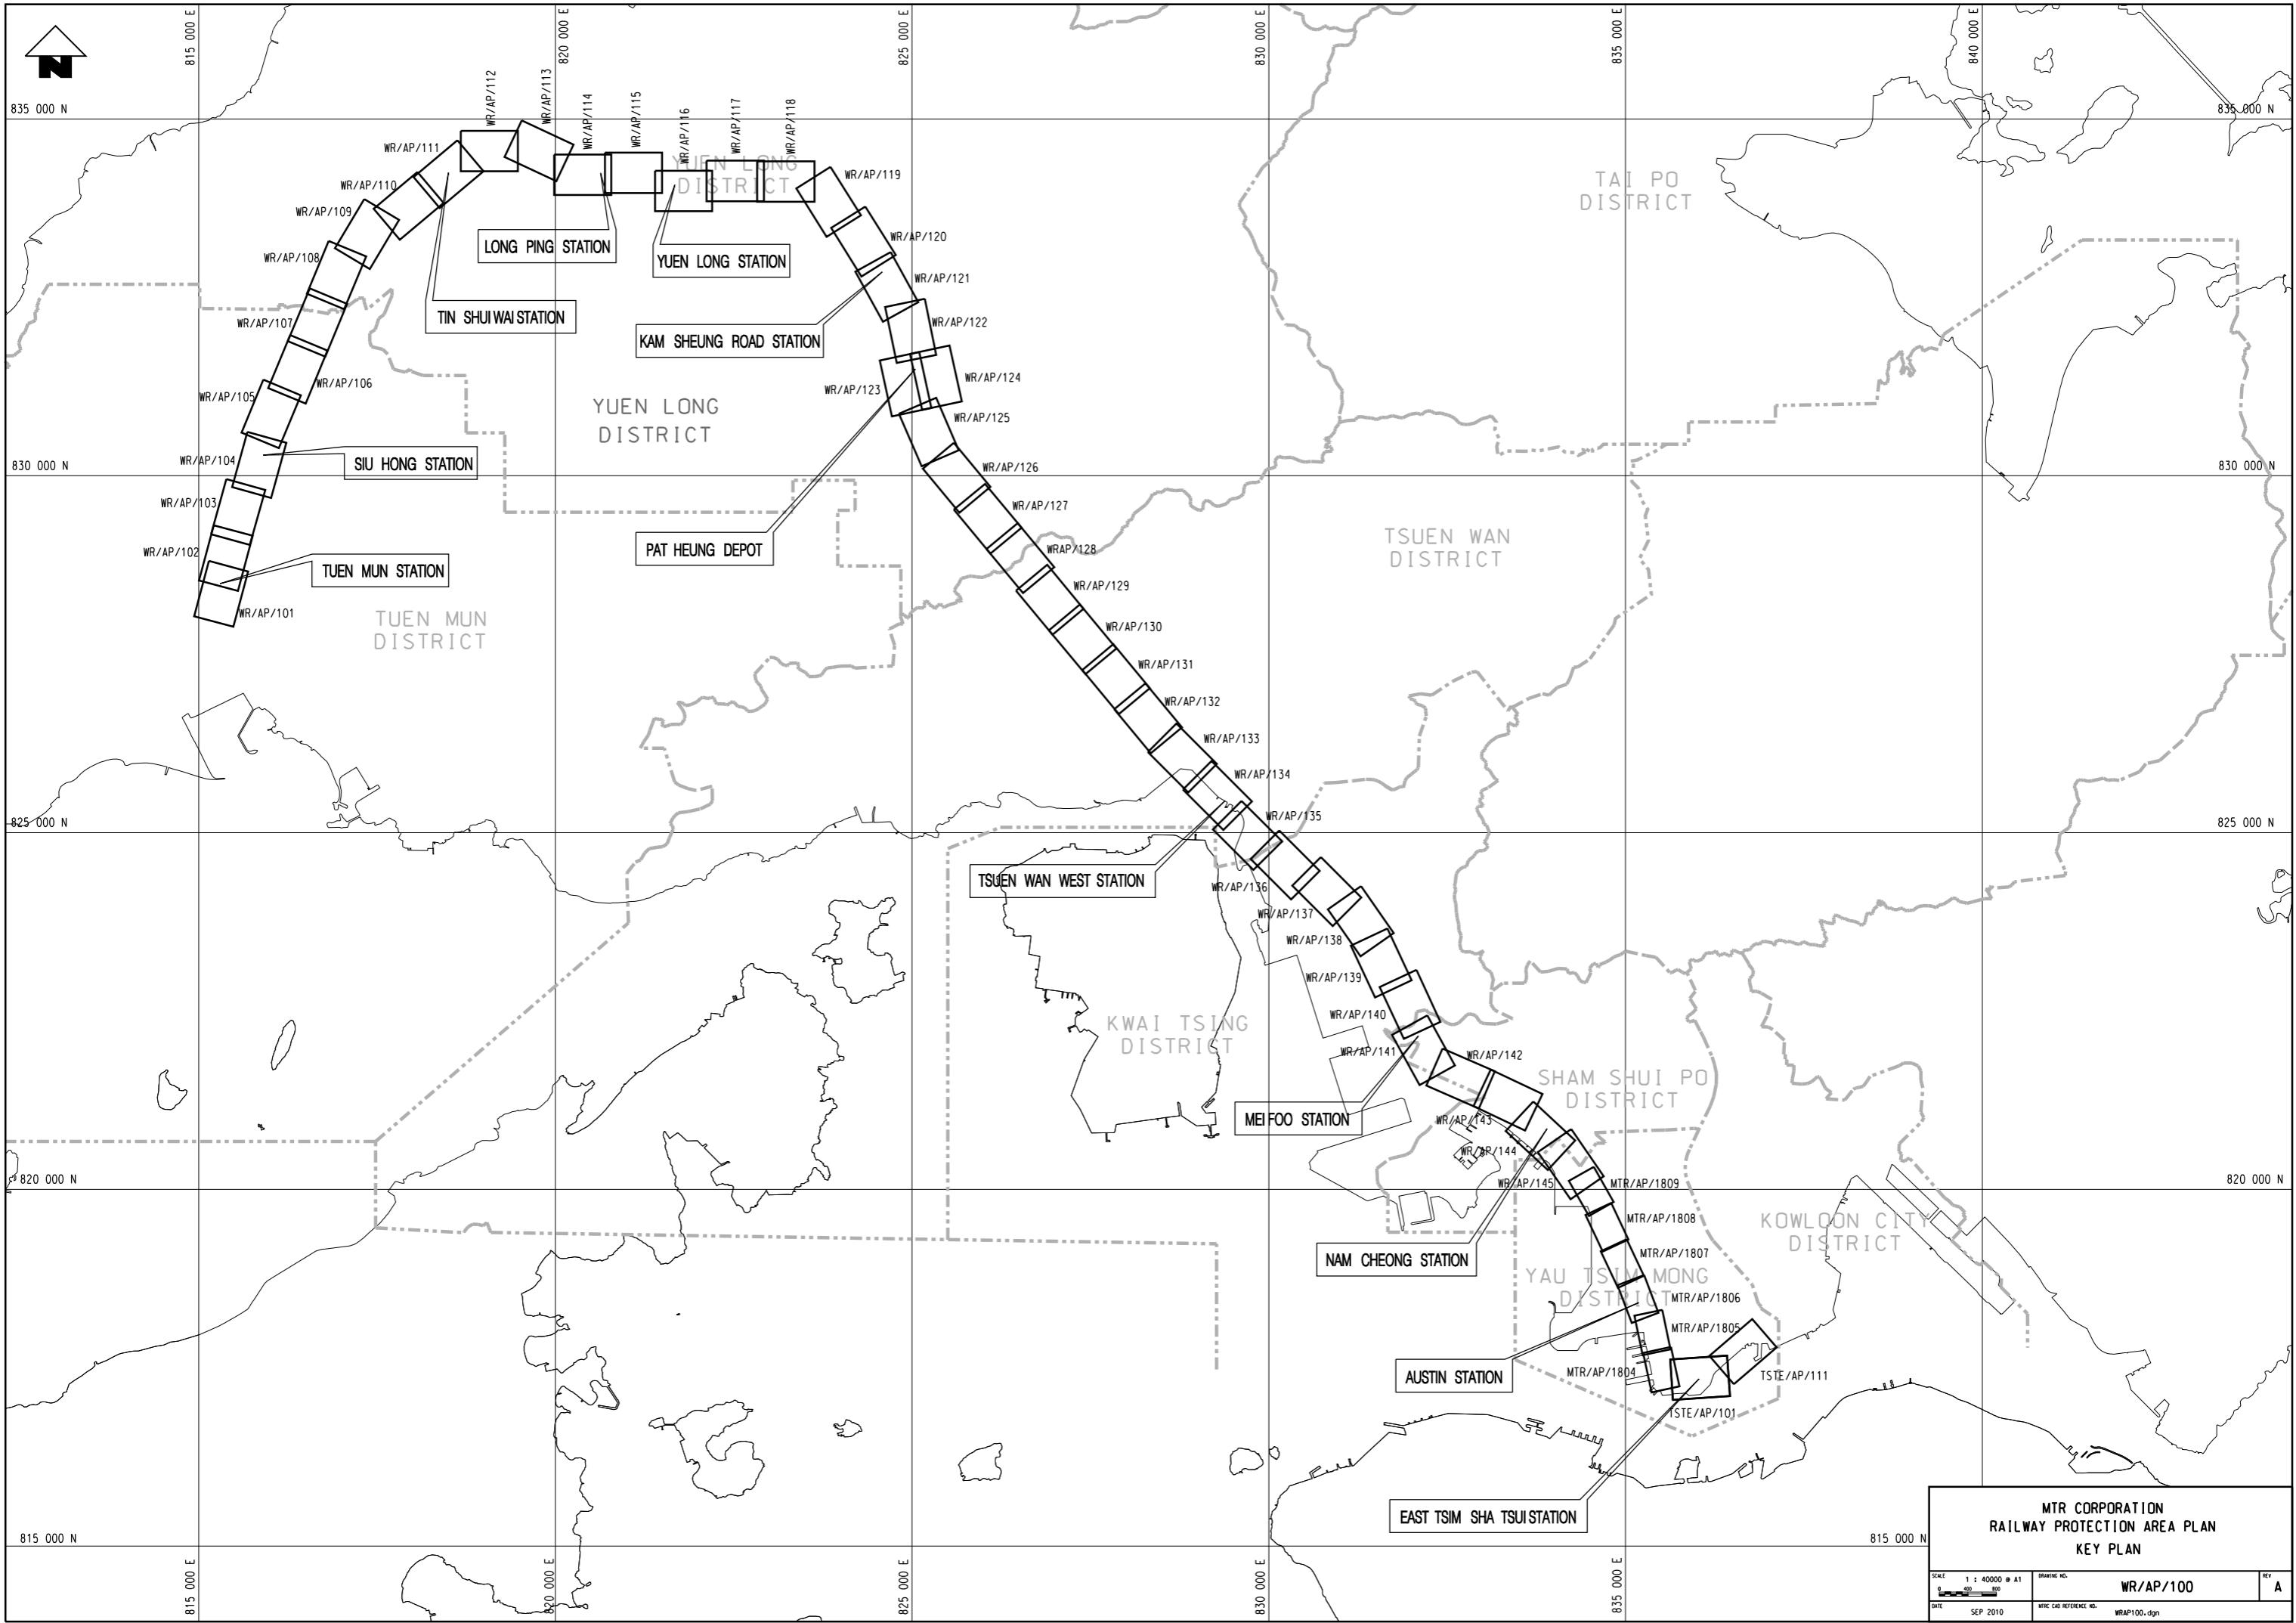 815 000 E
820 000 E
825 000 E
830 000 E
835 000 E
840 000 E
N
835 000 N
835 000 N
WR/AP/112
WR/AP/113
WR/AP/114
WR/AP/115
WR/AP/116
WR/AP/117
WR/AP/118
WR/AP/111
WR/AP/110
WR/AP/109
WR/AP/108
WR/AP/107
WR/AP/106
WR/AP/105
WR/AP/104
WR/AP/103
WR/AP/102
WR/AP/101
YUEN LONG
DISTRICT
WR/AP/119
WR/AP/120
WR/AP/121
WR/AP/122
WR/AP/123
WR/AP/124
WR/AP/125
WR/AP/126
WR/AP/127
WRAP/128
WR/AP/129
WR/AP/130
WR/AP/131
WR/AP/132
WR/AP/133
WR/AP/134
WR/AP/135
WR/AP/136
WR/AP/137
WR/AP/138
WR/AP/139
WR/AP/140
WR/AP/141
WR/AP/142
WR/AP/143
WR/AP/144
WR/AP/145
MTR/AP/1809
MTR/AP/1808
MTR/AP/1807
MTR/AP/1806
MTR/AP/1805
MTR/AP/1804
TSTE/AP/111
TSTE/AP/101
LONG PING STATION
YUEN LONG STATION
TIN SHUI WAI STATION
KAM SHEUNG ROAD STATION
SIU HONG STATION
PAT HEUNG DEPOT
TUEN MUN STATION
TSUEN WAN WEST STATION
MEI FOO STATION
NAM CHEONG STATION
AUSTIN STATION
EAST TSIM SHA TSUI STATION
TAI PO
DISTRICT
YUEN LONG
DISTRICT
TSUEN WAN
DISTRICT
TUEN MUN
DISTRICT
KWAI TSING
DISTRICT
SHAM SHUI PO
DISTRICT
KOWLOON CITY
DISTRICT
YAU TSIM MONG
DISTRICT
830 000 N
830 000 N
825 000 N
825 000 N
820 000 N
820 000 N
815 000 N
815 000 N
815 000 E
820 000 E
825 000 E
830 000 E
835 000 E
MTR CORPORATION
RAILWAY PROTECTION AREA PLAN
KEY PLAN
SCALE
1 : 40000 @ A1
0 400 800
DRAWING NO.
WR/AP/100
REV
A
DATE
SEP 2010
MTRC CAD REFERENCE NO.
WRAP100.dgn